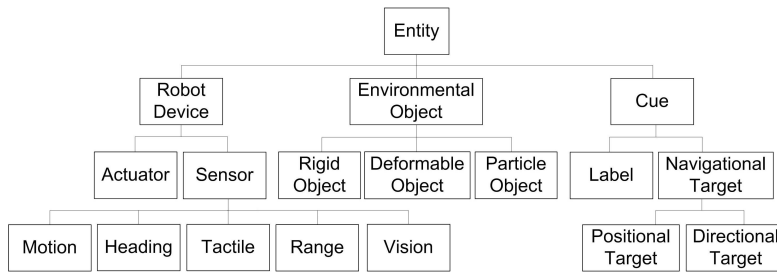 Entity
Robot
Device
Environmental
Object
Cue
Actuator
Sensor
Rigid
Object
Deformable
Object
Particle
Object
Label
Navigational
Target
Motion
Heading
Tactile
Range
Vision
Positional
Target
Directional
Target